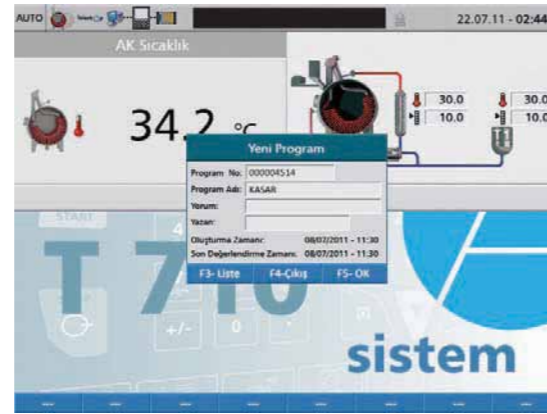 AUTO
22.07.11 - 02:44
AK Sıcaklık
34.2 °C
30.0
10.0
30.0
10.0
Yeni Program
Program No: 000004514
Program Adı: KASAR
Yorum:
Yazan:
Oluşturma Zamanı: 08/07/2011 - 11:30
Son Değerlendirme Zamanı: 08/07/2011 - 11:30
F3- Liste F4-Çıkış F5- OK
START
T 710
+/- 0
sistem